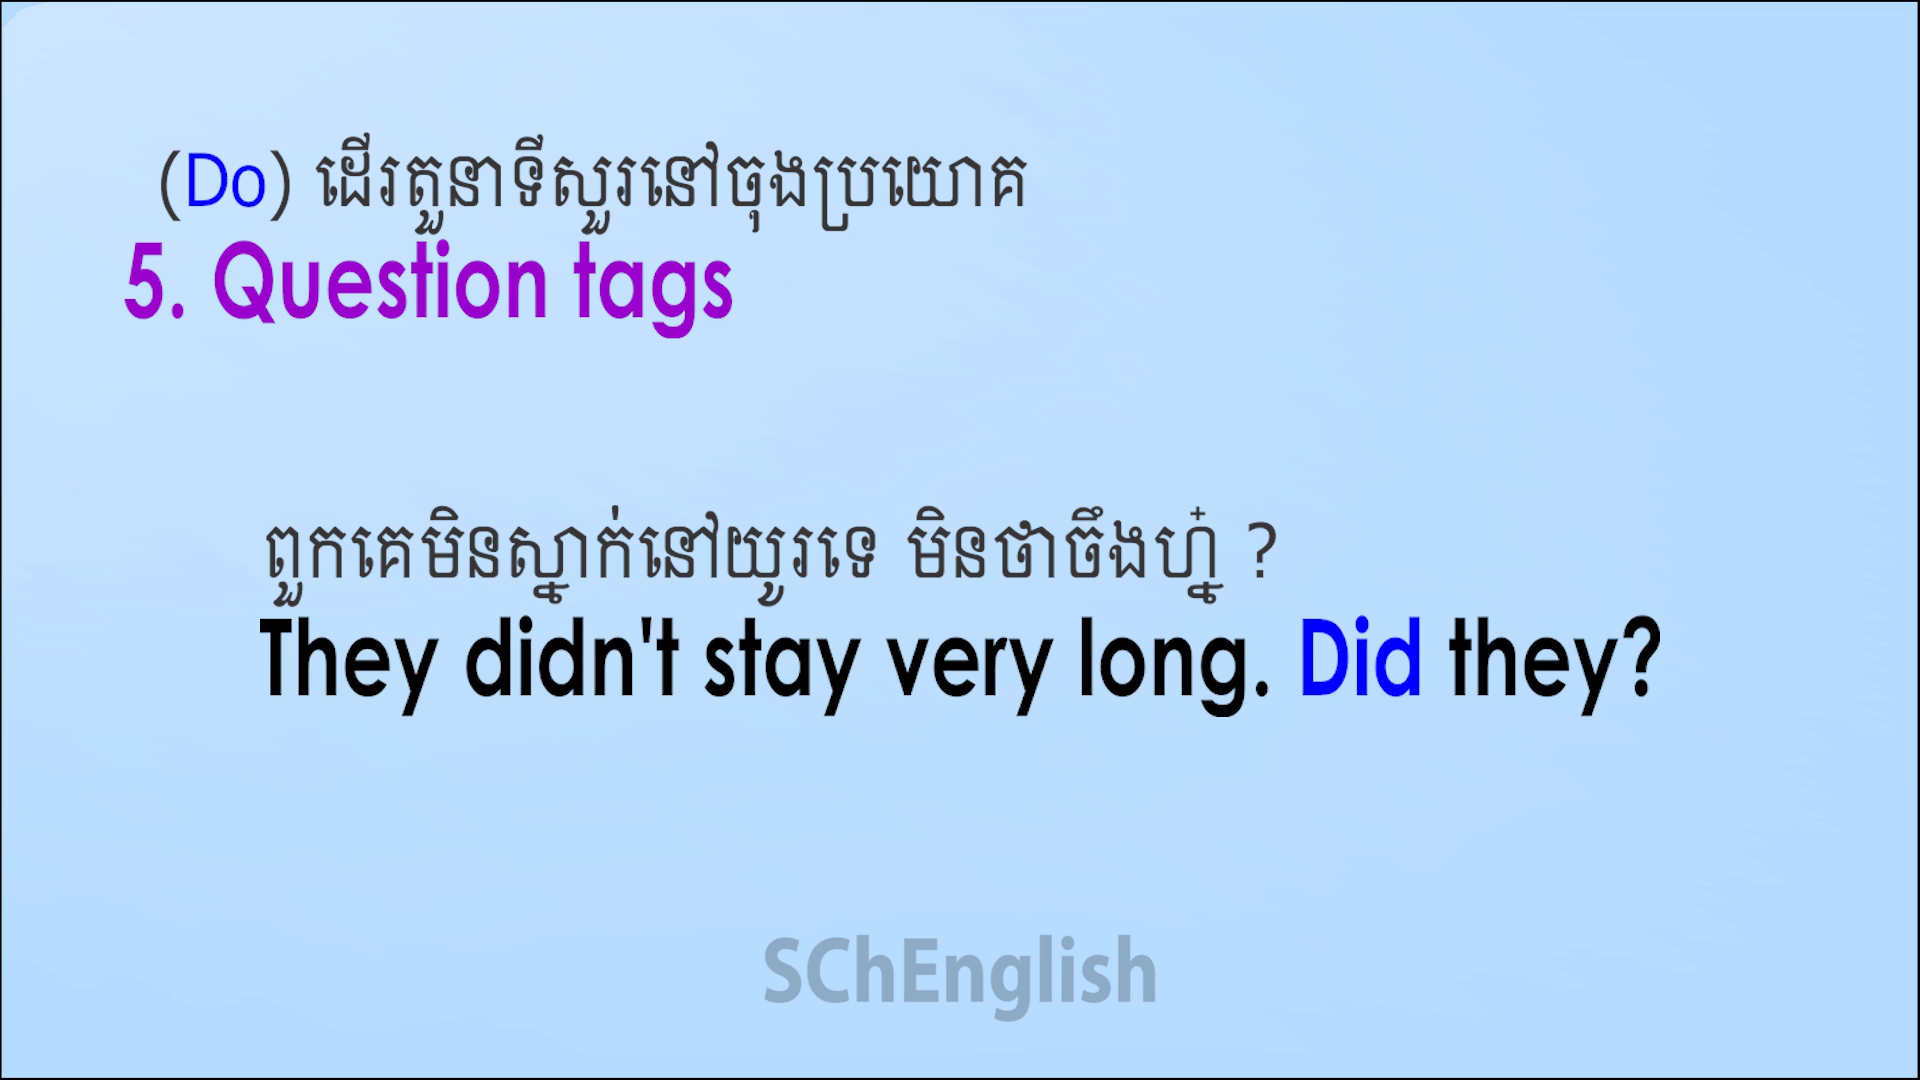 (Do) ដើរតួនាទីសួរនៅចុងប្រយោគ
5. Question tags
ពួកគេមិនស្នាក់នៅយូរទេ មិនថាចឹងហ្ន៎ ?
They didn't stay very long. Did they?
SChEnglish